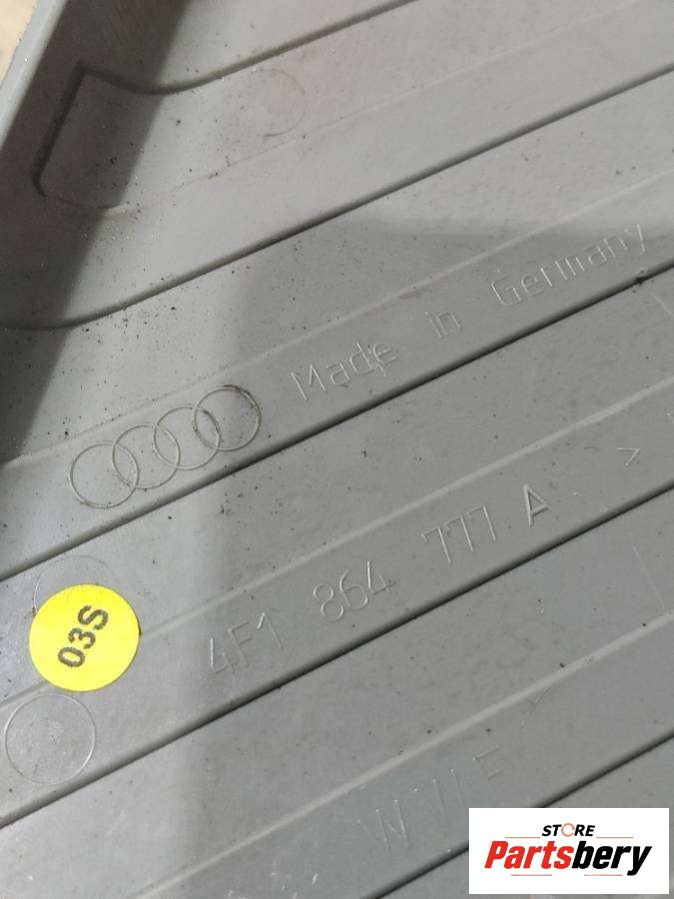 Made in Germany
4F1 864 777 A >
03S
STORE
Partsbery